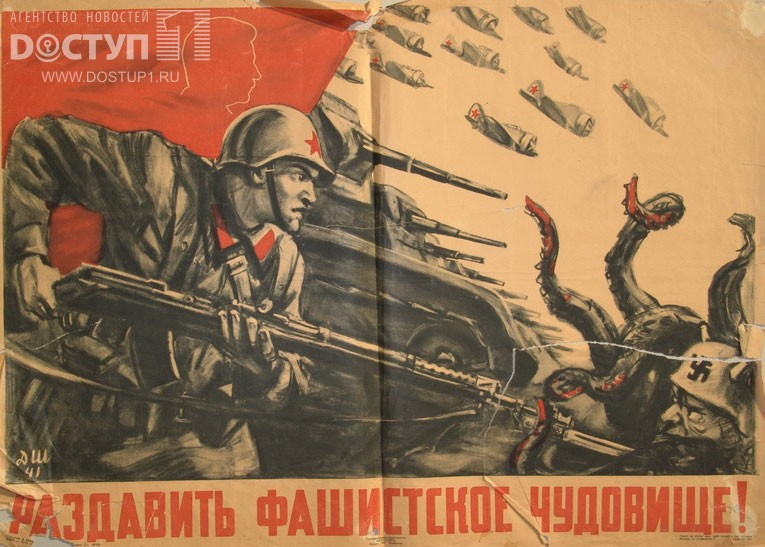 АГЕНТСТВО НОВОСТЕЙ
ДОСТУП 1
WWW.DOSTUP1.RU
ДШ
41
РАЗДАВИТЬ ФАШИСТСКОЕ ЧУДОВИЩЕ!